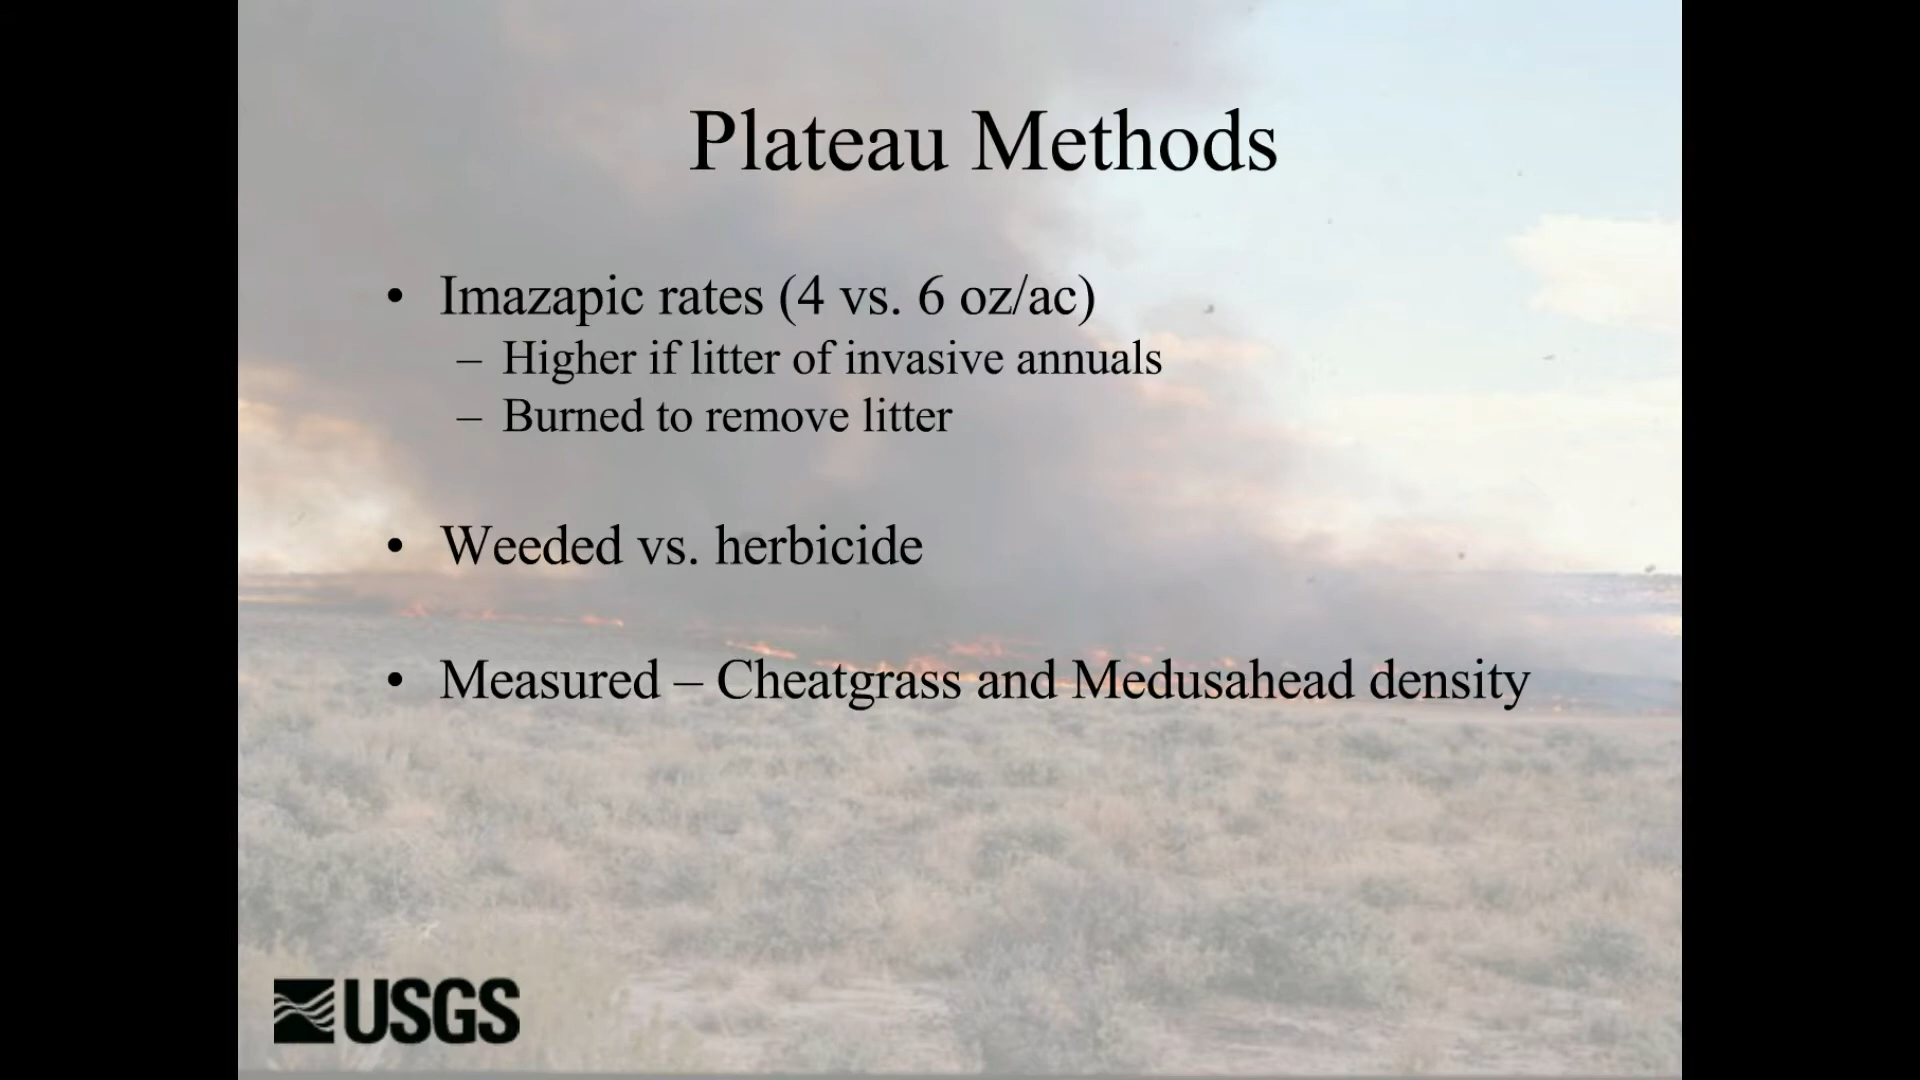 Plateau Methods
• Imazapic rates (4 vs. 6 oz/ac)
– Higher if litter of invasive annuals
– Burned to remove litter
• Weeded vs. herbicide
• Measured – Cheatgrass and Medusahead density
USGS